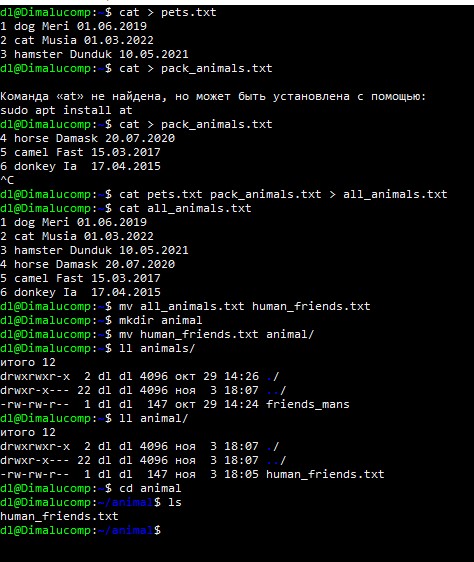 dl@Dimalucomp:~$ cat > pets.txt
1 dog Meri 01.06.2019
2 cat Musia 01.03.2022
3 hamster Dunduk 10.05.2021
dl@Dimalucomp:~$ cat > pack_animals.txt
Команда «at» не найдена, но может быть установлена с помощью:
sudo apt install at
dl@Dimalucomp:~$ cat > pack_animals.txt
4 horse Damask 20.07.2020
5 camel Fast 15.03.2017
6 donkey Ia  17.04.2015
^C
dl@Dimalucomp:~$ cat pets.txt pack_animals.txt > all_animals.txt
dl@Dimalucomp:~$ cat all_animals.txt
1 dog Meri 01.06.2019
2 cat Musia 01.03.2022
3 hamster Dunduk 10.05.2021
4 horse Damask 20.07.2020
5 camel Fast 15.03.2017
6 donkey Ia  17.04.2015
dl@Dimalucomp:~$ mv all_animals.txt human_friends.txt
dl@Dimalucomp:~$ mkdir animal
dl@Dimalucomp:~$ mv human_friends.txt animal/
dl@Dimalucomp:~$ ll animals/
итого 12
drwxrwxr-x  2 dl dl 4096 окт 29 14:26 ./
drwxr-x--- 22 dl dl 4096 ноя  3 18:07 ../
-rw-rw-r--  1 dl dl  147 окт 29 14:24 friends_mans
dl@Dimalucomp:~$ ll animal/
итого 12
drwxrwxr-x  2 dl dl 4096 ноя  3 18:07 ./
drwxr-x--- 22 dl dl 4096 ноя  3 18:07 ../
-rw-rw-r--  1 dl dl  147 ноя  3 18:05 human_friends.txt
dl@Dimalucomp:~$ cd animal
dl@Dimalucomp:~/animal$ ls
human_friends.txt
dl@Dimalucomp:~/animal$